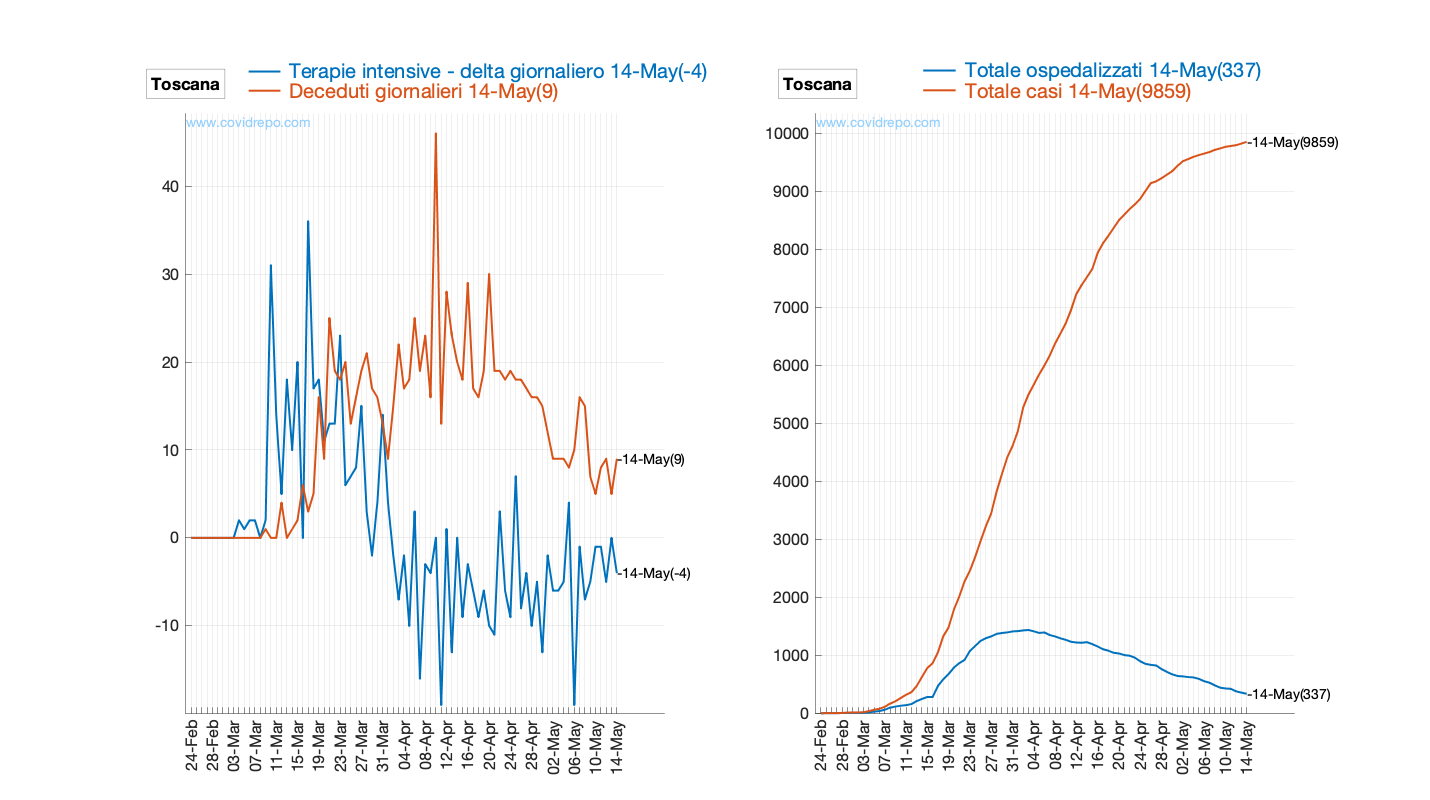 Toscana
Terapie intensive - delta giornaliero 14-May(-4)
Deceduti giornalieri 14-May(9)
www.covidrepo.com
40
30
20
10
0
-10
-14-May(9)
-14-May(-4)
24-Feb
28-Feb
03-Mar
07-Mar
11-Mar
15-Mar
19-Mar
23-Mar
27-Mar
31-Mar
04-Apr
08-Apr
12-Apr
16-Apr
20-Apr
24-Apr
28-Apr
02-May
06-May
10-May
14-May
Toscana
Totale ospedalizzati 14-May(337)
Totale casi 14-May(9859)
www.covidrepo.com
10000
9000
8000
7000
6000
5000
4000
3000
2000
1000
0
-14-May(9859)
-14-May(337)
24-Feb
28-Feb
03-Mar
07-Mar
11-Mar
15-Mar
19-Mar
23-Mar
27-Mar
31-Mar
04-Apr
08-Apr
12-Apr
16-Apr
20-Apr
24-Apr
28-Apr
02-May
06-May
10-May
14-May